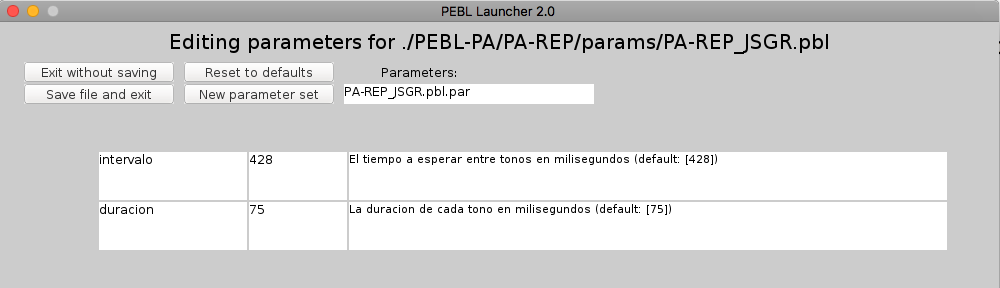 PEBL Launcher 2.0
Editing parameters for ./PEBL-PA/PA-REP/params/PA-REP_JSGR.pbl
Exit without saving Reset to defaults Parameters:
Save file and exit New parameter set PA-REP_JSGR.pbl.par
intervalo 428 El tiempo a esperar entre tonos en milisegundos (default: [428])
duracion 75 La duracion de cada tono en milisegundos (default: [75])